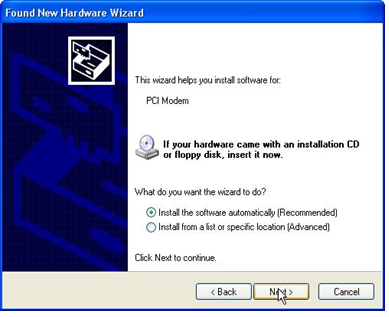 Found New Hardware Wizard
This wizard helps you install software for:
PCI Modem
If your hardware came with an installation CD
or floppy disk, insert it now.
What do you want the wizard to do?
Install the software automatically (Recommended)
Install from a list or specific location (Advanced)
Click Next to continue.
< Back
Next >
Cancel